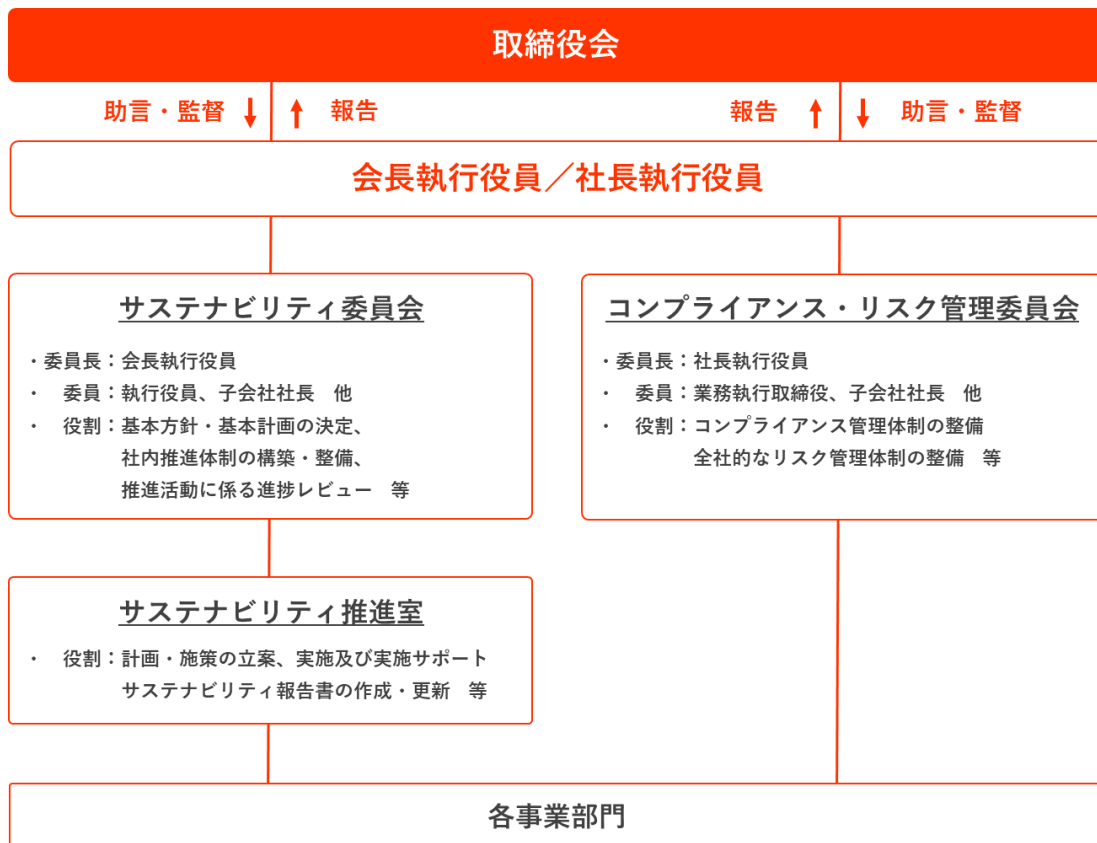 取締役会
助言・監督 ↓ ↑ 報告
報告 ↑ ↓ 助言・監督
会長執行役員／社長執行役員
サステナビリティ委員会
・委員長：会長執行役員
・　委員：執行役員、子会社社長　他
・　役割：基本方針・基本計画の決定、
社内推進体制の構築・整備、
推進活動に係る進捗レビュー　等
コンプライアンス・リスク管理委員会
・委員長：社長執行役員
・　委員：業務執行取締役、子会社社長　他
・　役割：コンプライアンス管理体制の整備
全社的なリスク管理体制の整備　等
サステナビリティ推進室
・　役割：計画・施策の立案、実施及び実施サポート
サステナビリティ報告書の作成・更新　等
各事業部門